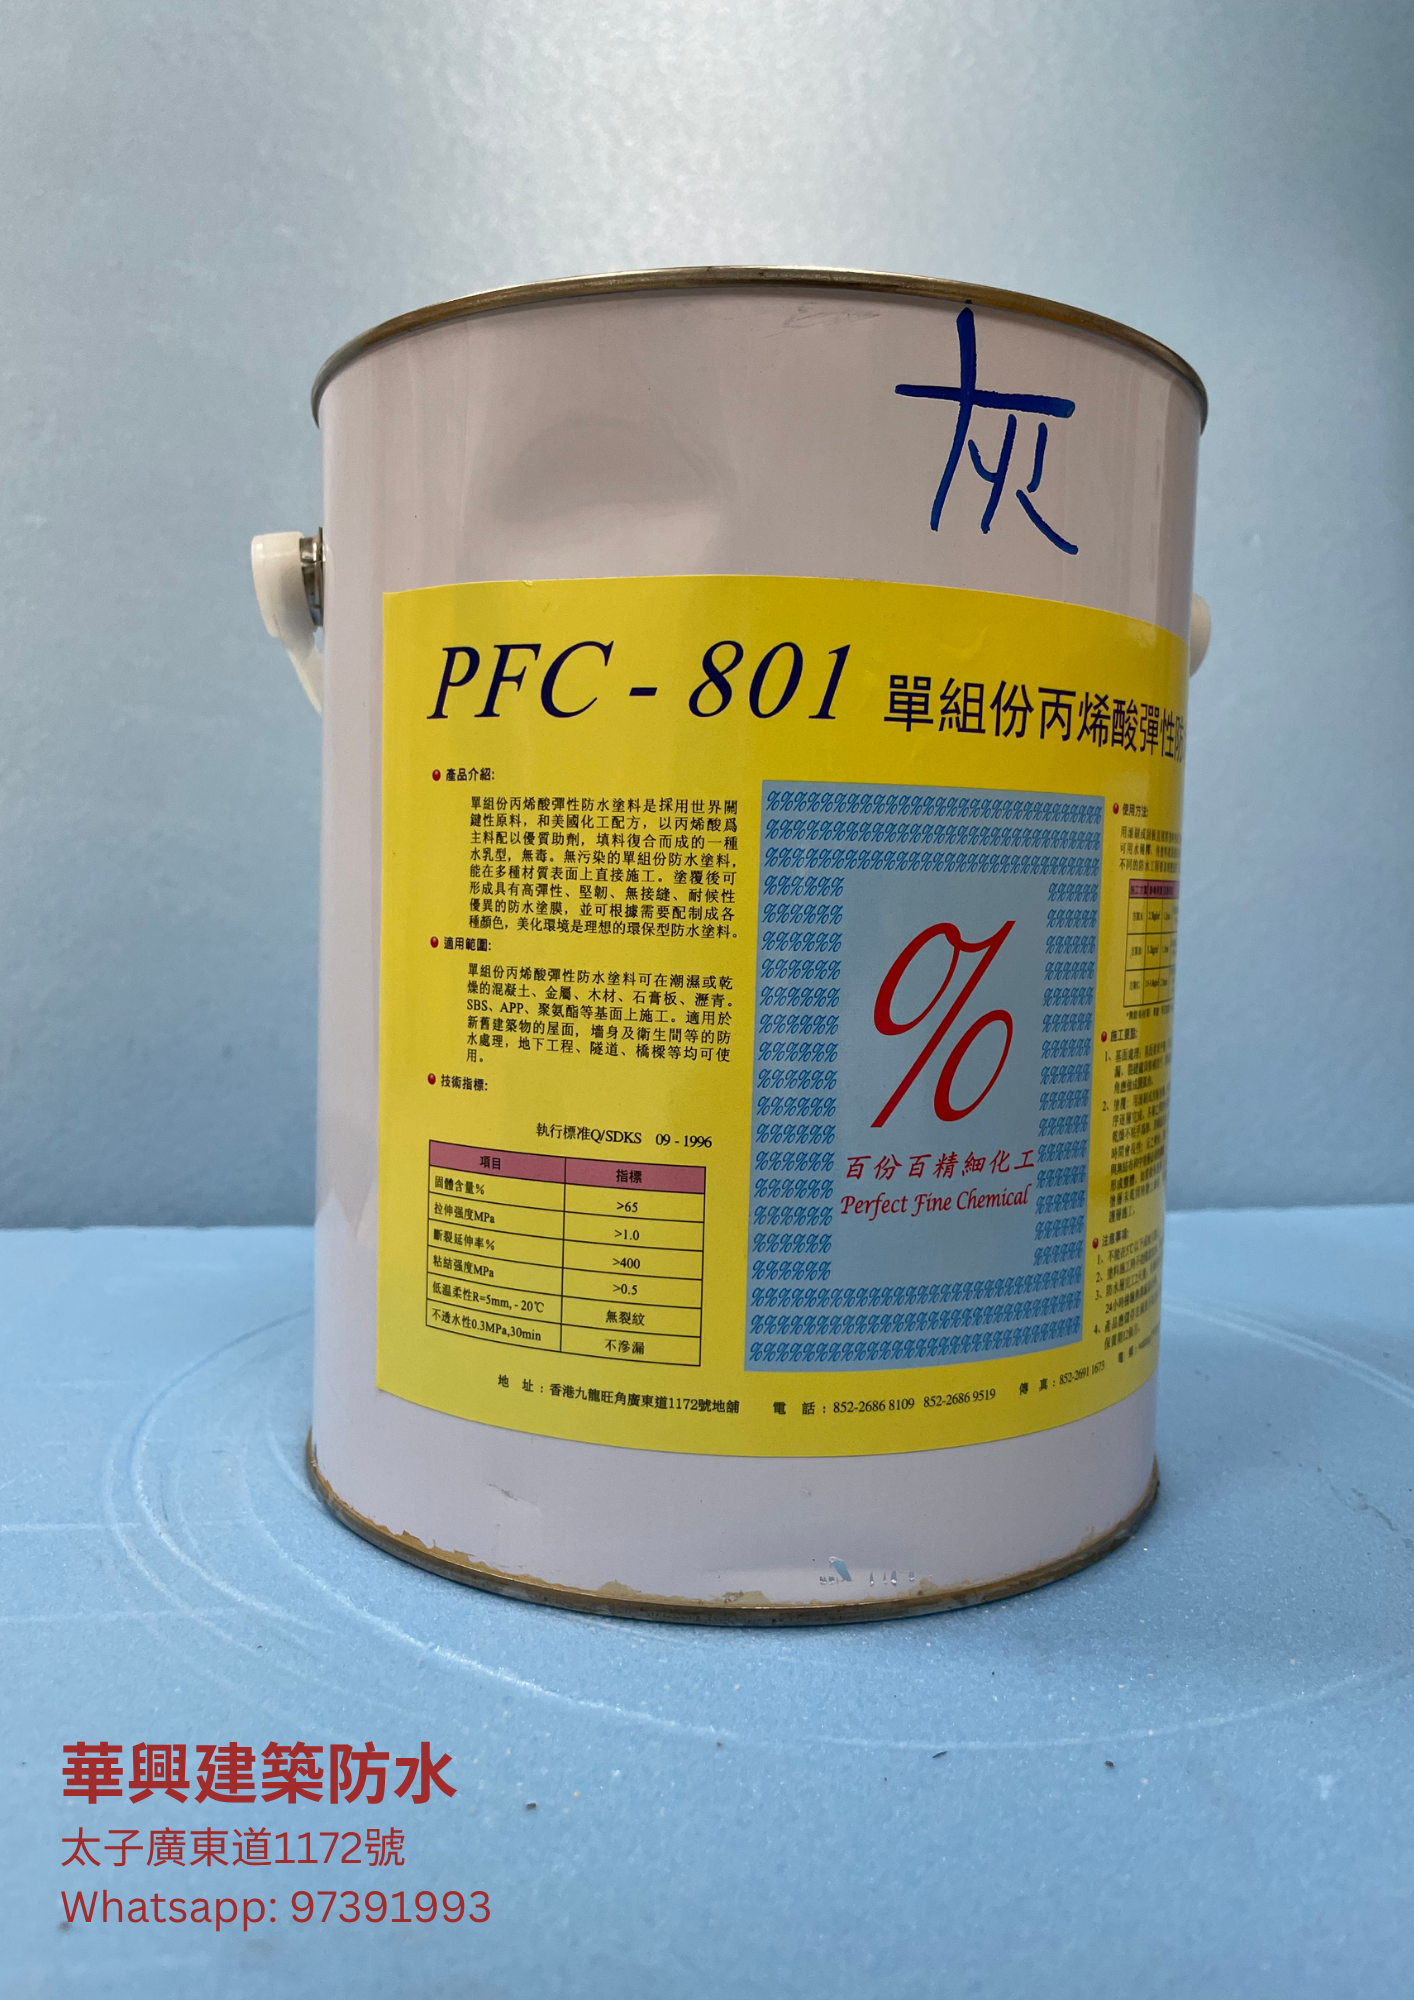 灰
PFC - 801 單組份丙烯酸彈性防
產品介紹:
單組份丙烯酸彈性防水塗料是採用世界關
鍵性原料，和美國化工配方，以丙烯酸爲
主料配以優質助劑，填料復合而成的一種
水乳型，無毒。無污染的單組份防水塗料，
能在多種材質表面上直接施工。塗覆後可
形成具有高彈性、堅韌、無接縫、耐候性
優異的防水塗膜，並可根據需要配制成各
種顏色，美化環境是理想的環保型防水塗料。
適用範圍:
單組份丙烯酸彈性防水塗料可在潮濕或乾
燥的混凝土、金屬、木材、石膏板、瀝青。
SBS、APP、聚氨酯等基面上施工。適用於
新舊建築物的屋面，墻身及衛生間等的防
水處理，地下工程、隧道、橋樑等均可使
用。
技術指標:
執行標准Q/SDKS 09 - 1996
項目 指標
固體含量% >65
拉伸强度MPa >1.0
斷裂延伸率% >400
粘結强度MPa >0.5
低溫柔性R=5mm, - 20℃ 無裂紋
不透水性0.3MPa,30min 不滲漏
%
百份百精細化工
Perfect Fine Chemical
使用方法:
施工要點:
注意事項:
地 址：香港九龍旺角廣東道1172號地舖 電 話：852-2686 8109 852-2686 9519 傳 真：852-2691 1673
華興建築防水
太子廣東道1172號
Whatsapp: 97391993